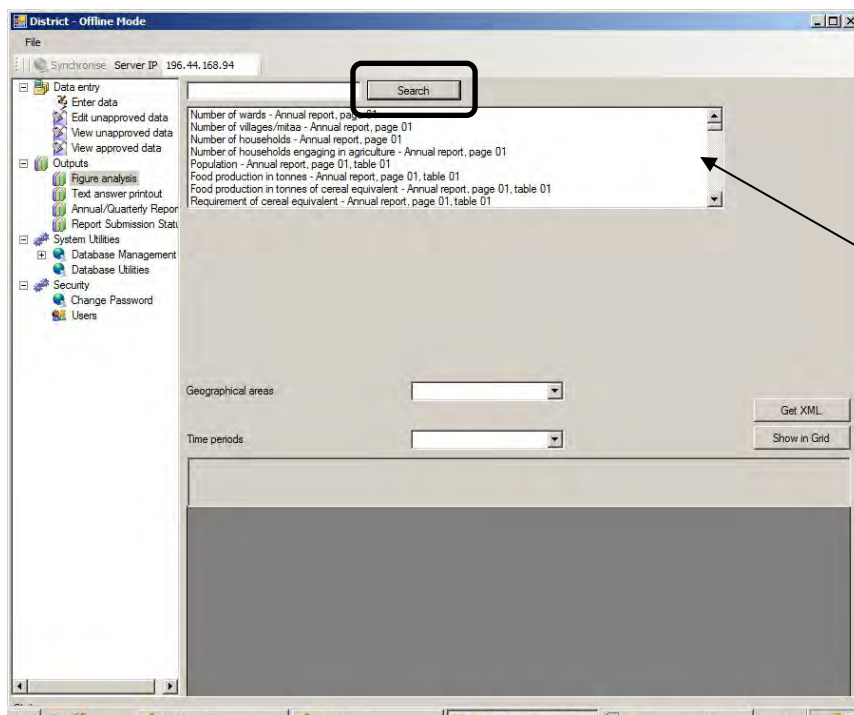 District - Offline Mode
File
Synchronise Server IP 196.44.168.94
Data entry
Enter data
Edit unapproved data
View unapproved data
View approved data
Outputs
Figure analysis
Text answer printout
Annual/Quarterly Repor
Report Submission Statu
System Utilities
Database Management
Database Utilities
Security
Change Password
Users
Search
Number of wards - Annual report, page 01
Number of villages/mitaa - Annual report, page 01
Number of households - Annual report, page 01
Number of households engaging in agriculture - Annual report, page 01
Population - Annual report, page 01, table 01
Food production in tonnes - Annual report, page 01, table 01
Food production in tonnes of cereal equivalent - Annual report, page 01, table 01
Requirement of cereal equivalent - Annual report, page 01, table 01
Geographical areas
Get XML
Time periods
Show in Grid